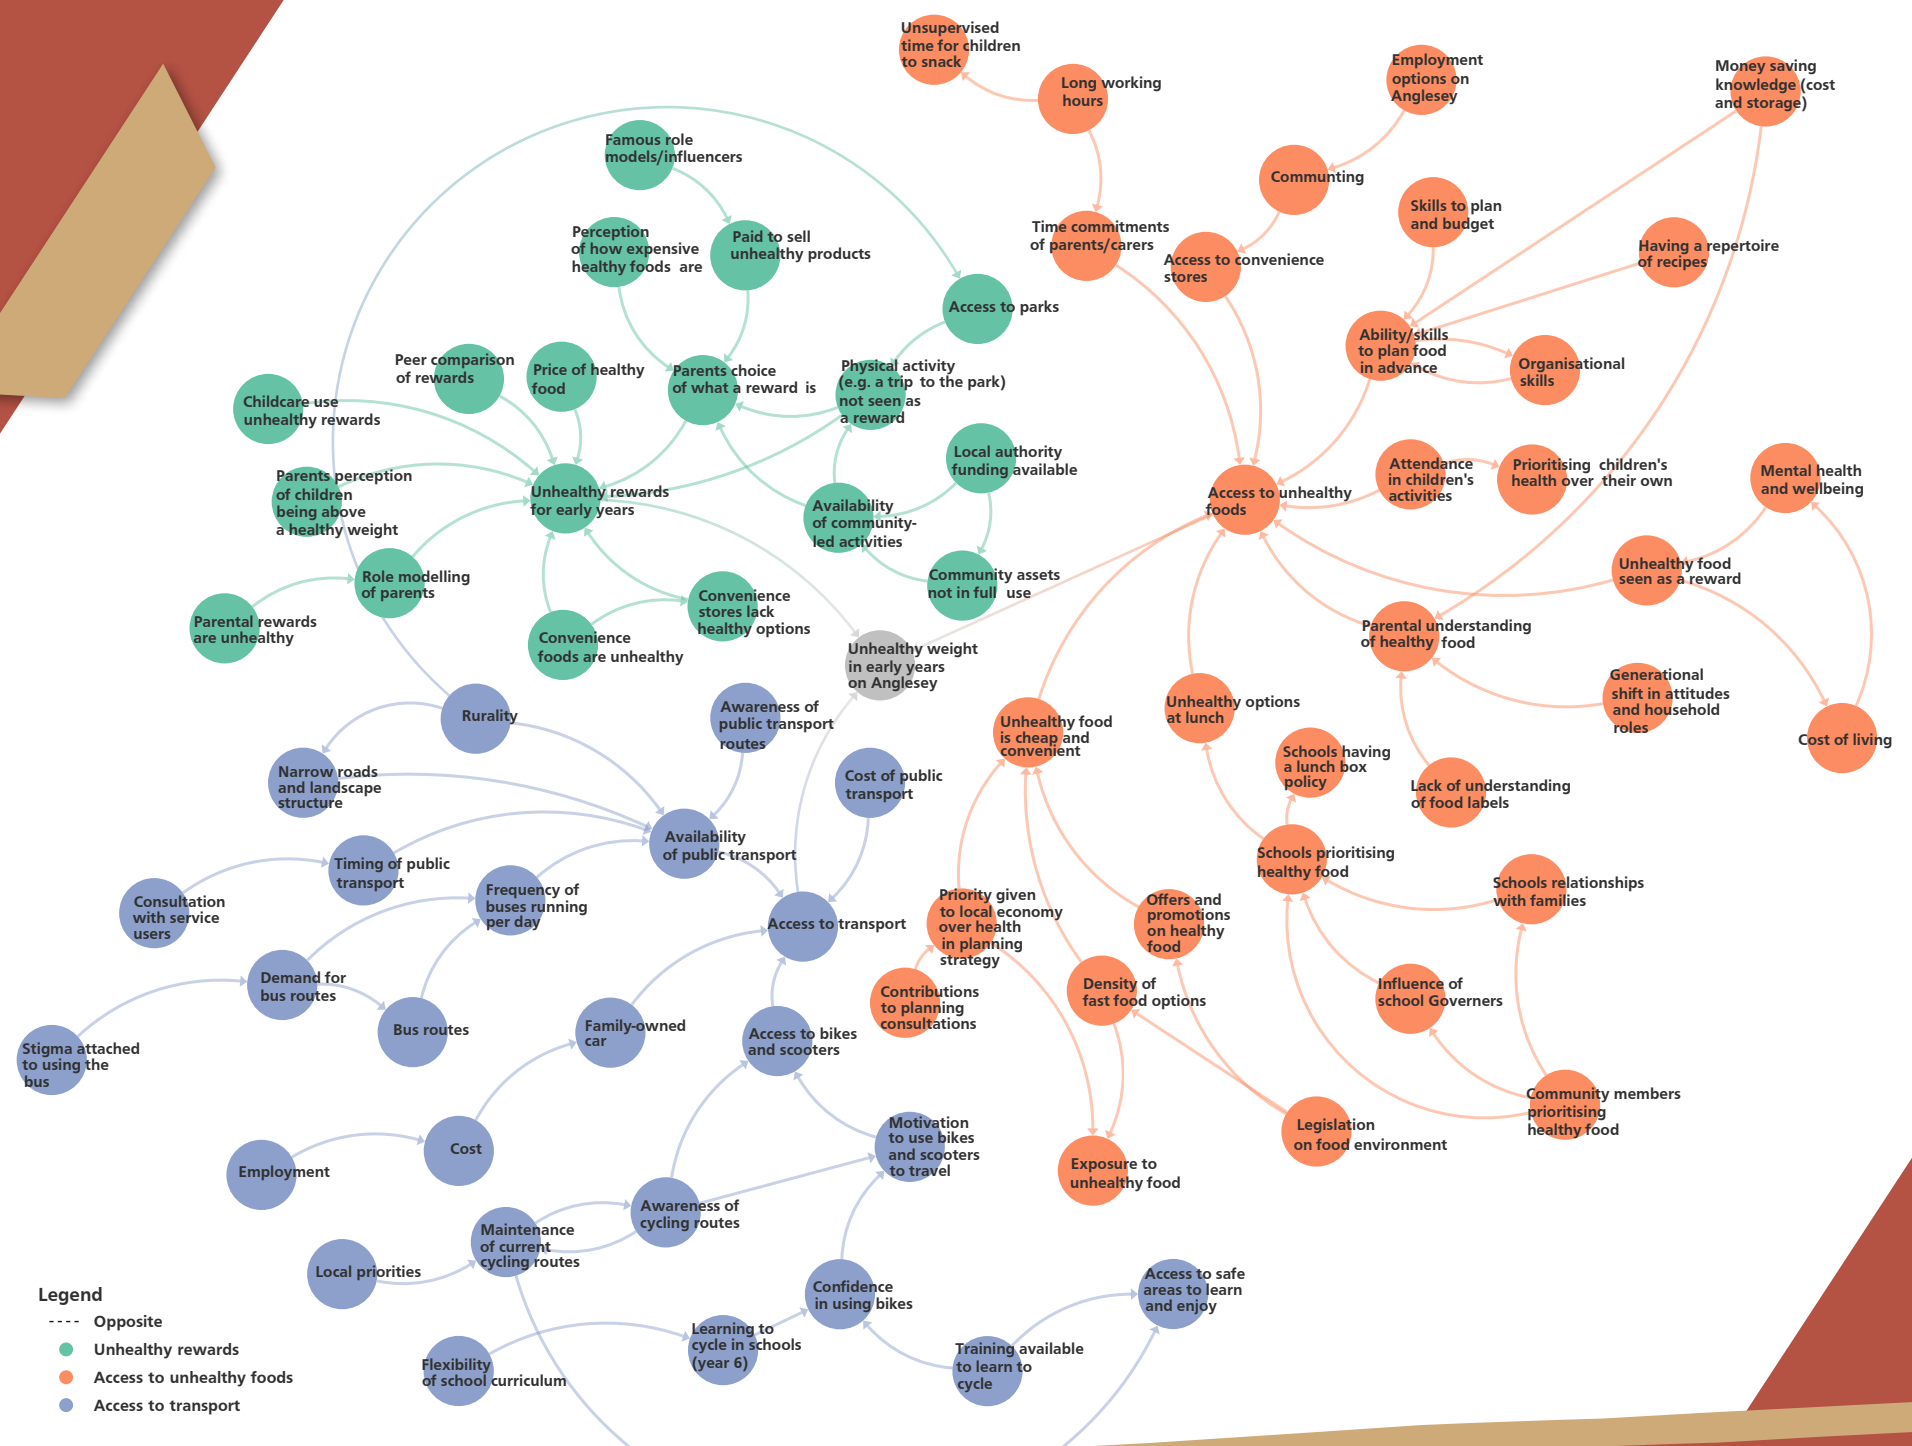 Unsupervised
time for children
to snack
Long working
hours
Employment
options on
Anglesey
Money saving
knowledge (cost
and storage)
Famous role
models/influencers
Communting
Skills to plan
and budget
Perception
of how expensive
healthy foods are
Paid to sell
unhealthy products
Time commitments
of parents/carers
Access to convenience
stores
Having a repertoire
of recipes
Access to parks
Ability/skills
to plan food
in advance
Organisational
skills
Peer comparison
of rewards
Price of healthy
food
Parents choice
of what a reward is
Physical activity
(e.g. a trip to the park)
not seen as
a reward
Childcare use
unhealthy rewards
Local authority
funding available
Attendance
in children's
activities
Prioritising children's
health over their own
Mental health
and wellbeing
Parents perception
of children
being above
a healthy weight
Unhealthy rewards
for early years
Availability
of community-
led activities
Access to unhealthy
foods
Role modelling
of parents
Community assets
not in full use
Unhealthy food
seen as a reward
Parental rewards
are unhealthy
Convenience
stores lack
healthy options
Convenience
foods are unhealthy
Unhealthy weight
in early years
on Anglesey
Parental understanding
of healthy food
Generational
shift in attitudes
and household
roles
Rurality
Awareness of
public transport
routes
Unhealthy food
is cheap and
convenient
Unhealthy options
at lunch
Cost of living
Narrow roads
and landscape
structure
Cost of public
transport
Schools having
a lunch box
policy
Lack of understanding
of food labels
Availability
of public transport
Timing of public
transport
Schools prioritising
healthy food
Schools relationships
with families
Consultation
with service
users
Frequency of
buses running
per day
Access to transport
Priority given
to local economy
over health
in planning
strategy
Offers and
promotions
on healthy
food
Demand for
bus routes
Contributions
to planning
consultations
Density of
fast food options
Influence of
school Governers
Stigma attached
to using the
bus
Bus routes
Family-owned
car
Access to bikes
and scooters
Community members
prioritising
healthy food
Employment
Cost
Motivation
to use bikes
and scooters
to travel
Exposure to
unhealthy food
Legislation
on food environment
Maintenance
of current
cycling routes
Awareness of
cycling routes
Local priorities
Confidence
in using bikes
Access to safe
areas to learn
and enjoy
Flexibility
of school curriculum
Learning to
cycle in schools
(year 6)
Training available
to learn to
cycle
Legend
Opposite
Unhealthy rewards
Access to unhealthy foods
Access to transport